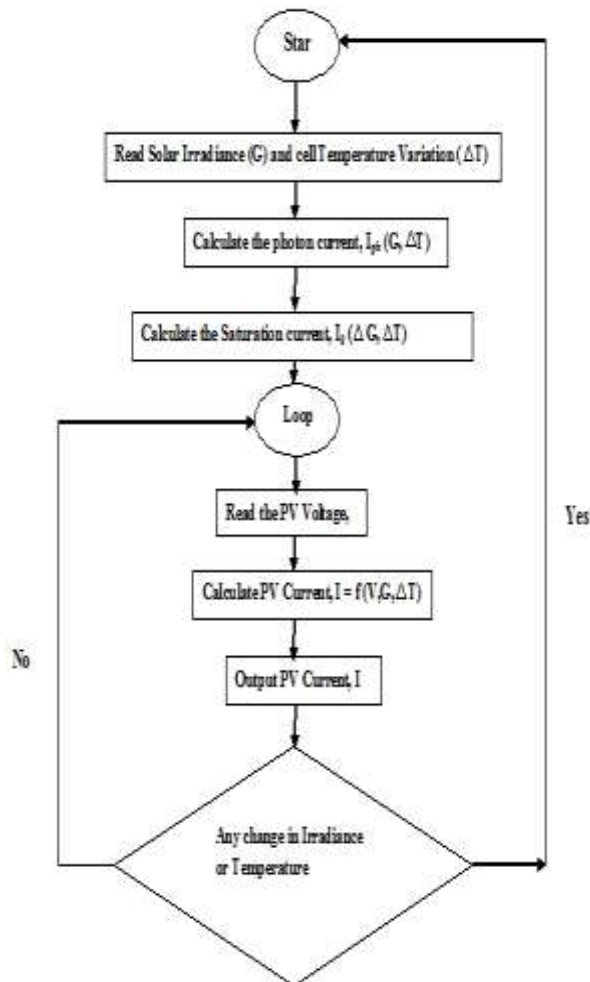 Star
Read Solar Irradiance (G) and cell Temperature Variation (ΔT)
Calculate the photon current, Iph (G, ΔT)
Calculate the Saturation current, I0 (Δ G, ΔT)
Loop
Read the PV Voltage,
Yes
Calculate PV Current, I = f (V,G,ΔT)
No
Output PV Current, I
Any change in Irradiance
or Temperature